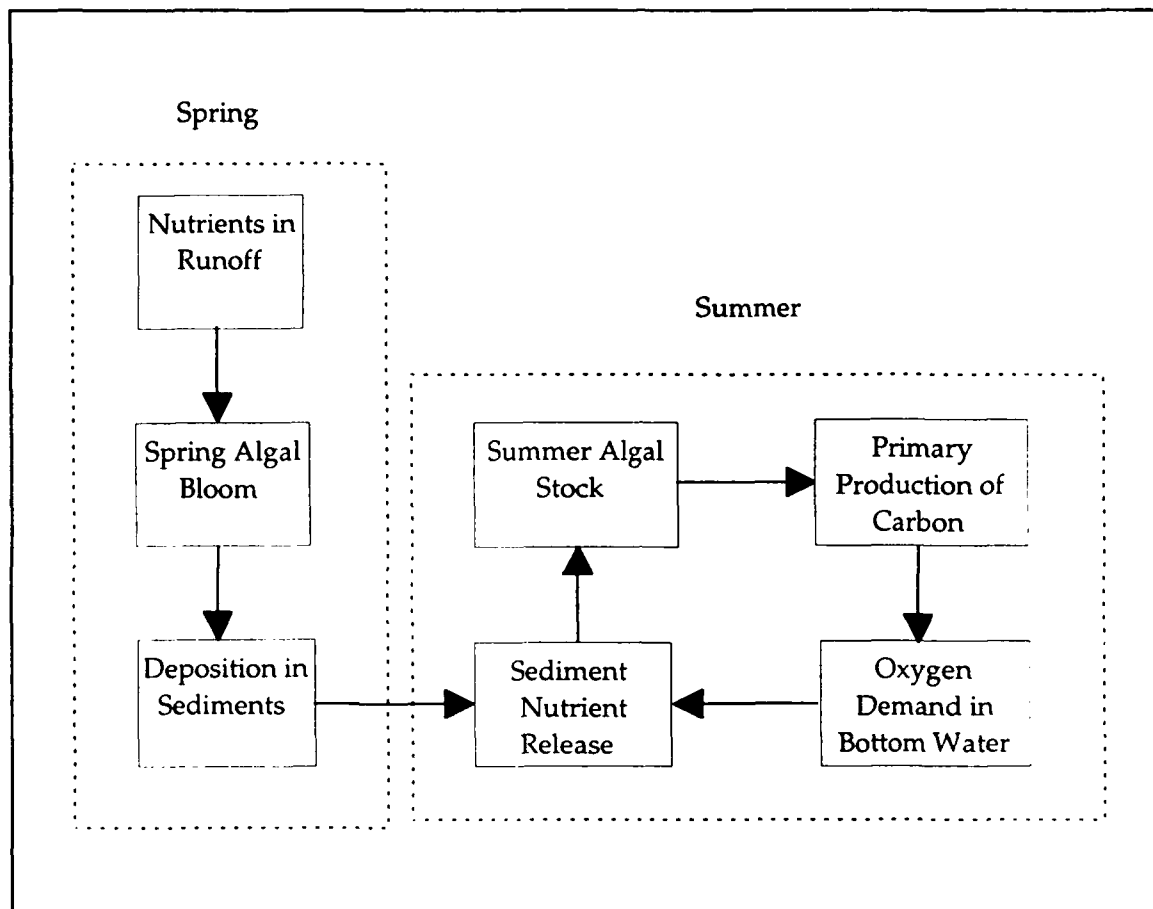 Spring
Nutrients in
Runoff
Spring Algal
Bloom
Deposition in
Sediments
Summer
Summer Algal
Stock
Primary
Production of
Carbon
Sediment
Nutrient
Release
Oxygen
Demand in
Bottom Water